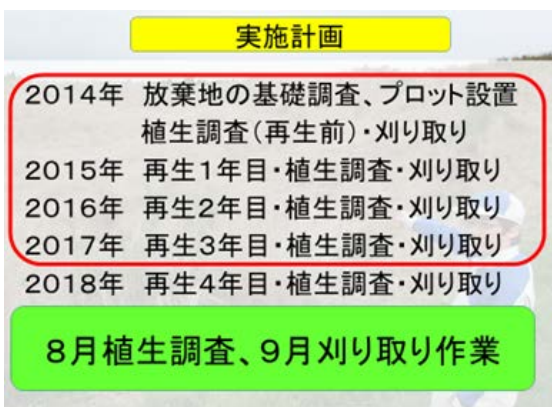 実施計画
2014年 放棄地の基礎調査、プロット設置
植生調査(再生前)・刈り取り
2015年 再生1年目・植生調査・刈り取り
2016年 再生2年目・植生調査・刈り取り
2017年 再生3年目・植生調査・刈り取り
2018年 再生4年目・植生調査・刈り取り
8月植生調査、9月刈り取り作業